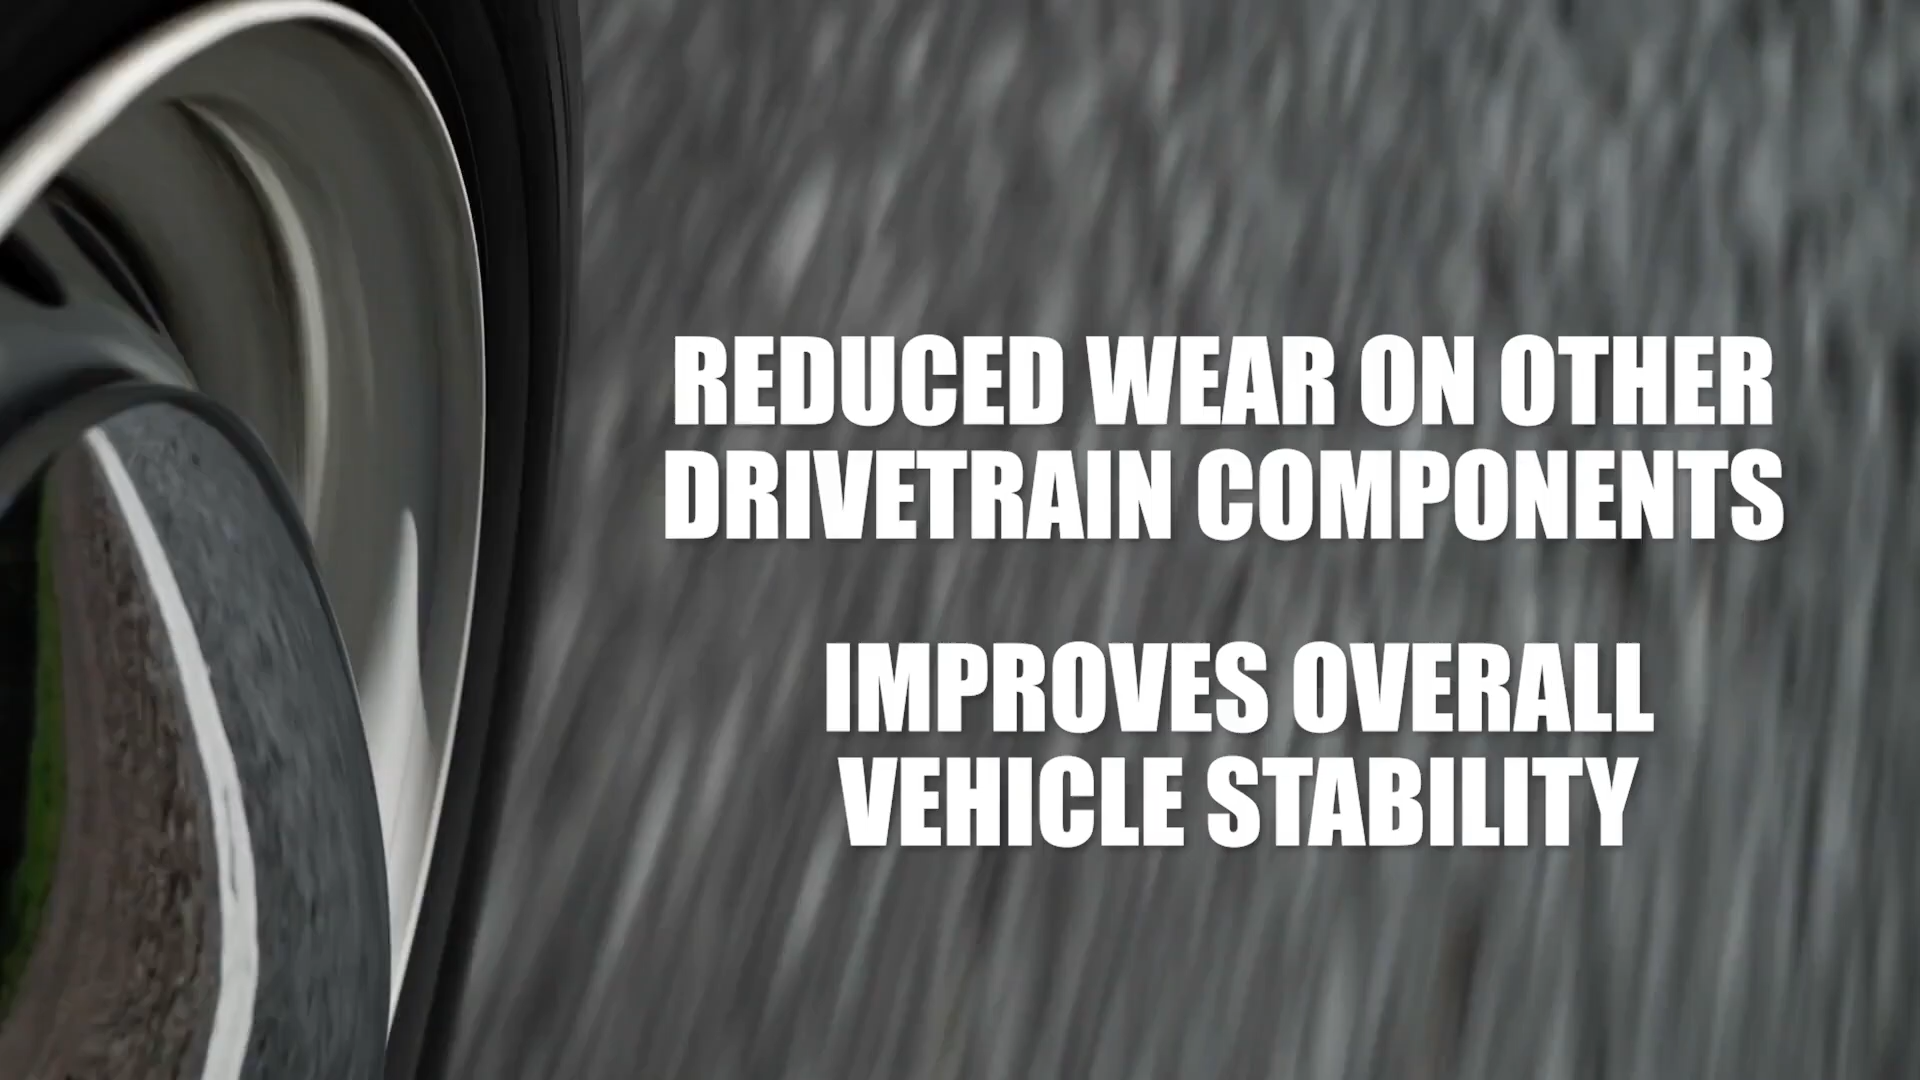 REDUCED WEAR ON OTHER
DRIVETRAIN COMPONENTS
IMPROVES OVERALL
VEHICLE STABILITY